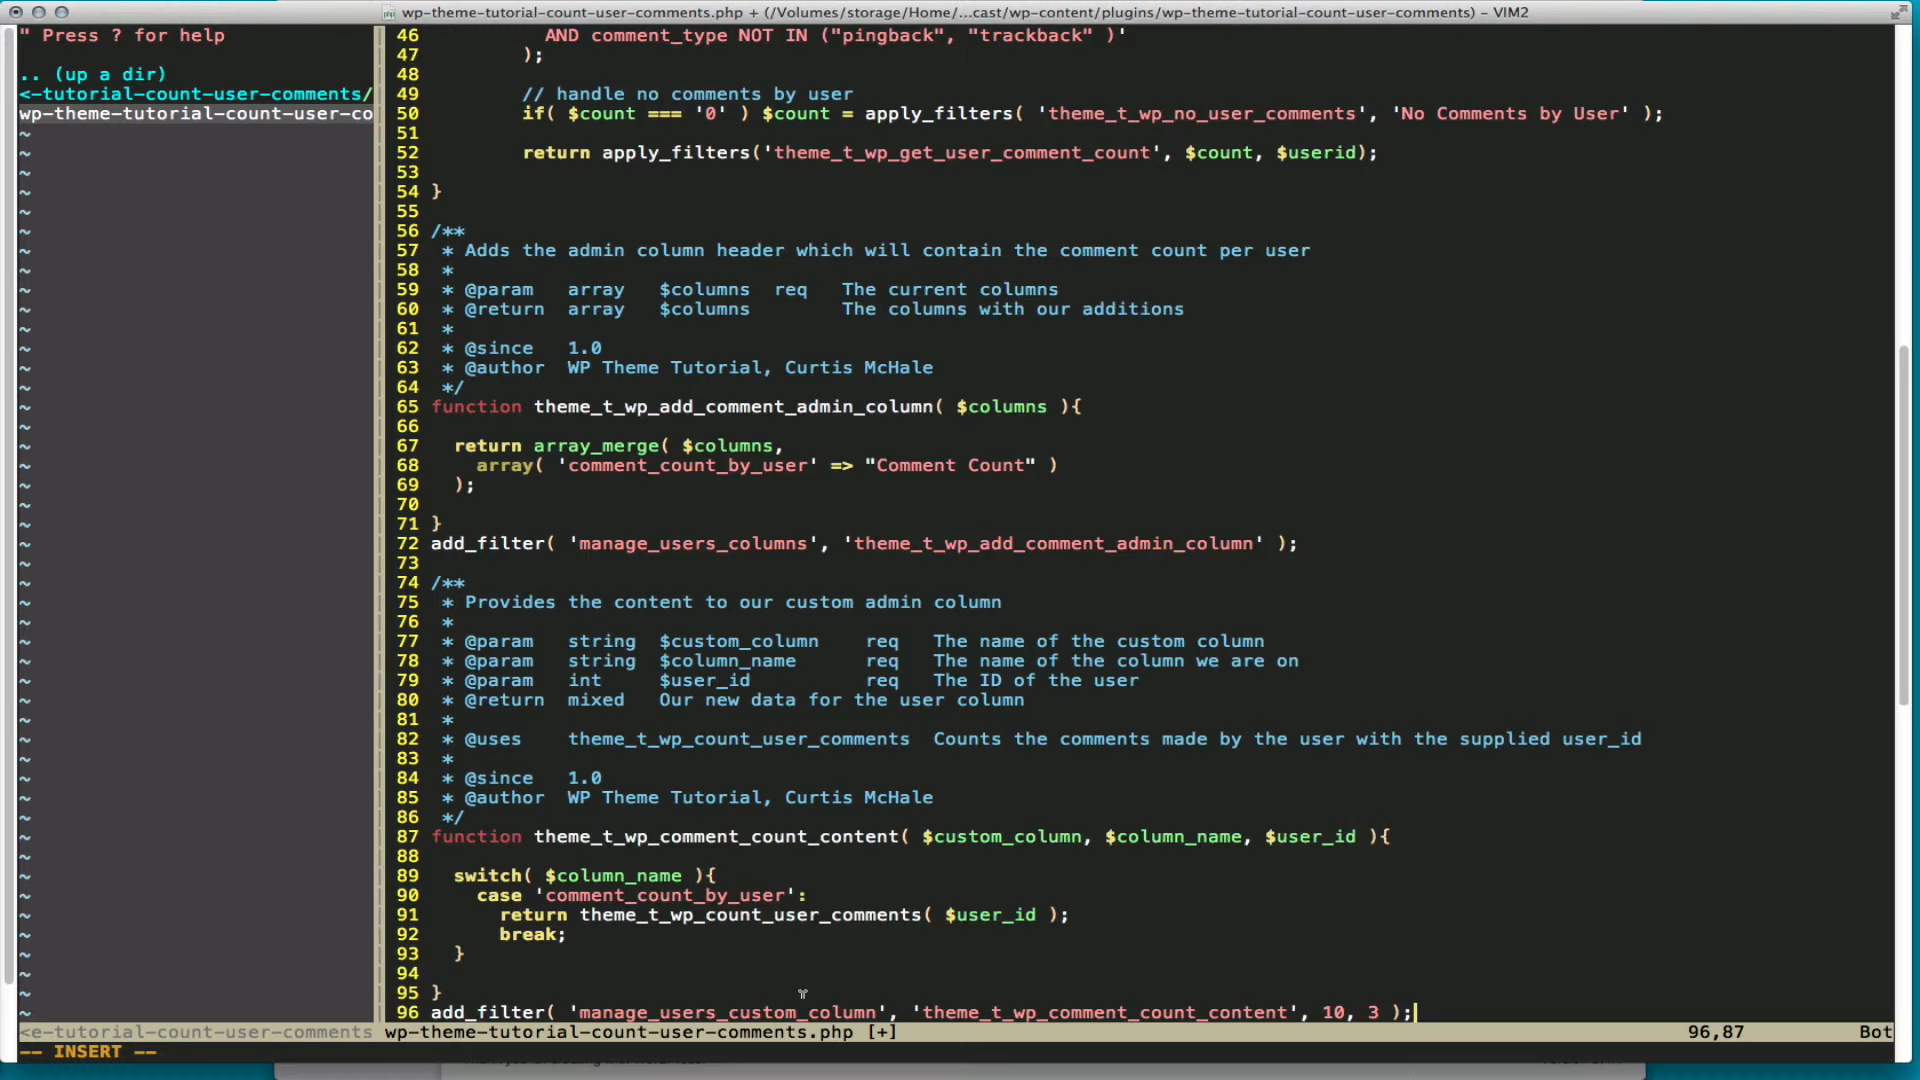 wp-theme-tutorial-count-user-comments.php + (/Volumes/storage/Home/...cast/wp-content/plugins/wp-theme-tutorial-count-user-comments) – VIM2
" Press ? for help
.. (up a dir)
<-tutorial-count-user-comments/
wp-theme-tutorial-count-user-co
46 AND comment_type NOT IN ("pingback", "trackback" )'
47 );
48
49 // handle no comments by user
50 if( $count === '0' ) $count = apply_filters( 'theme_t_wp_no_user_comments', 'No Comments by User' );
51
52 return apply_filters('theme_t_wp_get_user_comment_count', $count, $userid);
53
54 }
55
56 /**
57 * Adds the admin column header which will contain the comment count per user
58 *
59 * @param array $columns req The current columns
60 * @return array $columns The columns with our additions
61 *
62 * @since 1.0
63 * @author WP Theme Tutorial, Curtis McHale
64 */
65 function theme_t_wp_add_comment_admin_column( $columns ){
66
67 return array_merge( $columns,
68 array( 'comment_count_by_user' => "Comment Count" )
69 );
70
71 }
72 add_filter( 'manage_users_columns', 'theme_t_wp_add_comment_admin_column' );
73
74 /**
75 * Provides the content to our custom admin column
76 *
77 * @param string $custom_column req The name of the custom column
78 * @param string $column_name req The name of the column we are on
79 * @param int $user_id req The ID of the user
80 * @return mixed Our new data for the user column
81 *
82 * @uses theme_t_wp_count_user_comments Counts the comments made by the user with the supplied user_id
83 *
84 * @since 1.0
85 * @author WP Theme Tutorial, Curtis McHale
86 */
87 function theme_t_wp_comment_count_content( $custom_column, $column_name, $user_id ){
88
89 switch( $column_name ){
90 case 'comment_count_by_user':
91 return theme_t_wp_count_user_comments( $user_id );
92 break;
93 }
94
95 }
96 add_filter( 'manage_users_custom_column', 'theme_t_wp_comment_count_content', 10, 3 );
<e-tutorial-count-user-comments wp-theme-tutorial-count-user-comments.php [+] 96,87 Bot
-- INSERT --